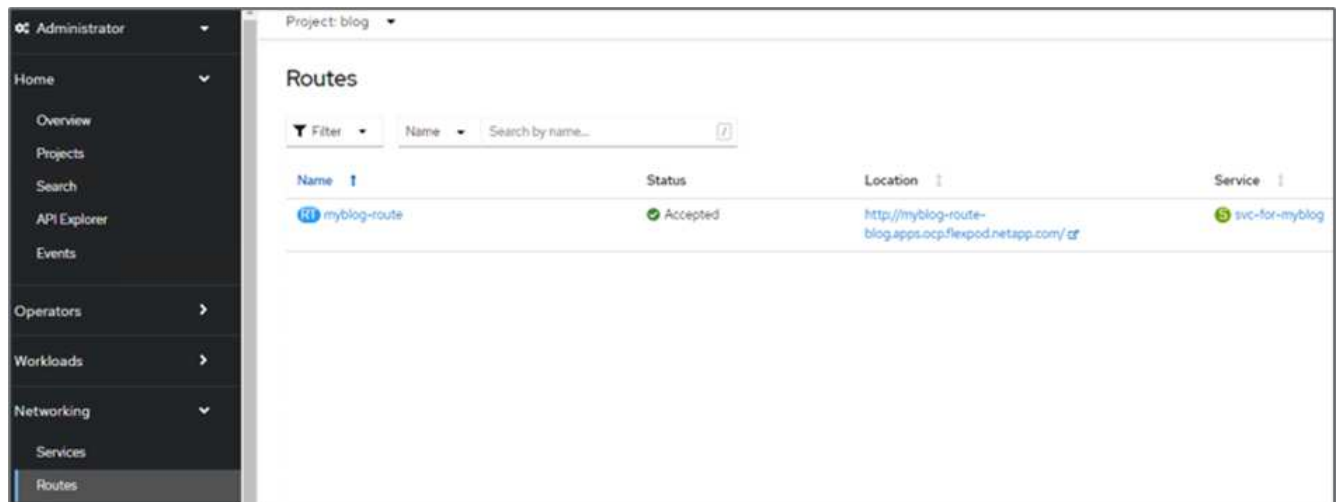 Administrator
Project: blog
Home
Overview
Projects
Search
API Explorer
Events
Operators
Workloads
Networking
Services
Routes
Routes
Filter
Name
Search by name...
/
Name
Status
Location
Service
RT myblog-route
Accepted
http://myblog-route-
blog.apps.ocp.flexpod.netapp.com/
S svc-for-myblog